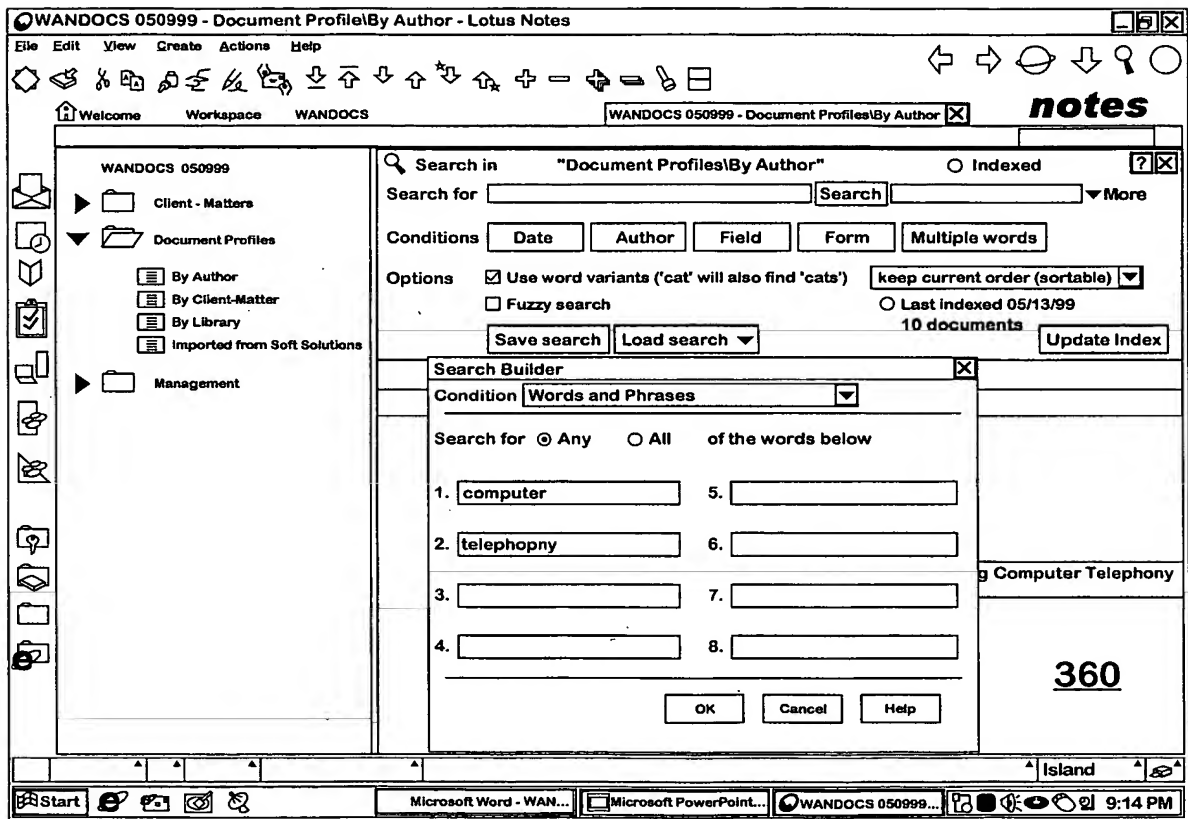 WANDOCS 050999 - Document Profile\By Author - Lotus Notes
File Edit View Create Actions Help
notes
Welcome Workspace WANDOCS WANDOCS 050999 - Document Profiles\By Author
WANDOCS 050999
Client - Matters
Document Profiles
By Author
By Client-Matter
By Library
Imported from Soft Solutions
Management
Search in "Document Profiles\By Author" Indexed
Search for Search More
Conditions Date Author Field Form Multiple words
Options Use word variants ('cat' will also find 'cats') keep current order (sortable)
Fuzzy search Last indexed 05/13/99
10 documents
Save search Load search Update Index
Search Builder
Condition Words and Phrases
Search for Any All of the words below
1. computer 5.
2. telephopny 6.
g Computer Telephony
3. 7.
4. 8.
360
OK Cancel Help
Island
Start Microsoft Word - WAN... Microsoft PowerPoint... WANDOCS 050999... 9:14 PM